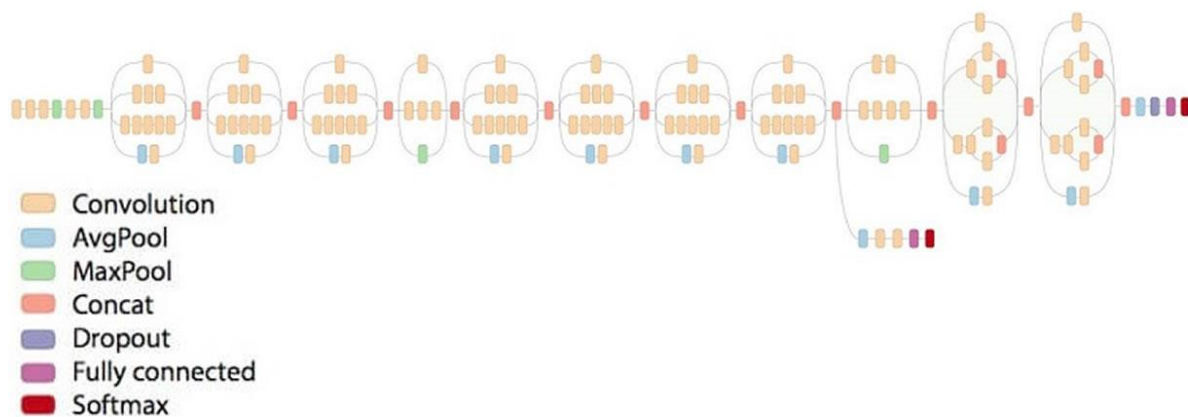 Convolution
AvgPool
MaxPool
Concat
Dropout
Fully connected
Softmax